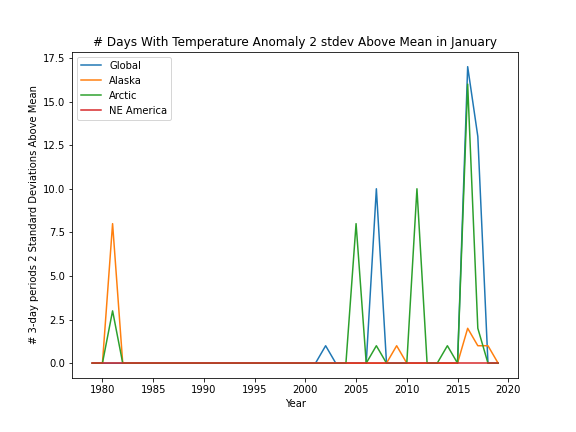 # Days With Temperature Anomaly 2 stdev Above Mean in January
Global
Alaska
Arctic
NE America
# 3-day periods 2 Standard Deviations Above Mean
17.5
15.0
12.5
10.0
7.5
5.0
2.5
0.0
1980 1985 1990 1995 2000 2005 2010 2015 2020
Year